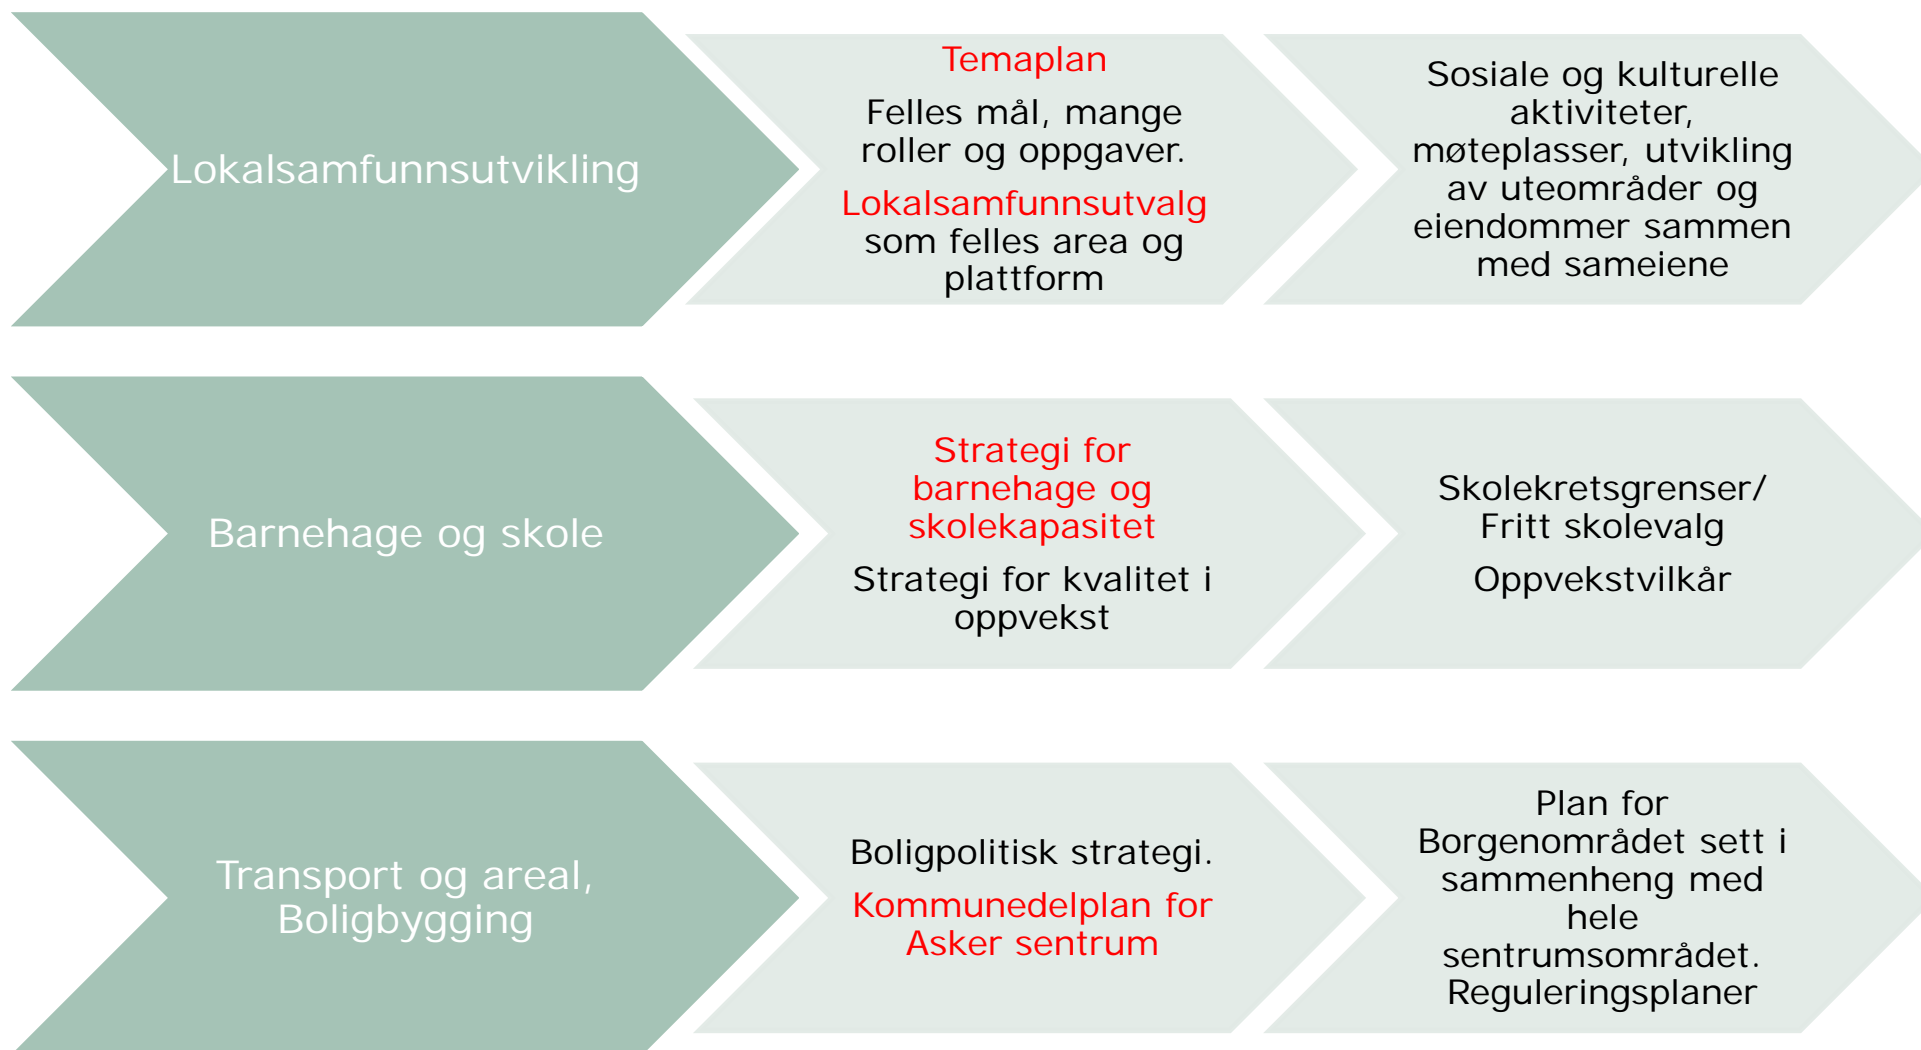 Lokalsamfunnsutvikling
Temaplan
Felles mål, mange
roller og oppgaver.
Lokalsamfunnsutvalg
som felles area og
plattform
Sosiale og kulturelle
aktiviteter,
møteplasser, utvikling
av uteområder og
eiendommer sammen
med sameiene
Barnehage og skole
Strategi for
barnehage og
skolekapasitet
Strategi for kvalitet i
oppvekst
Skolekretsgrenser/
Fritt skolevalg
Oppvekstvilkår
Transport og areal,
Boligbygging
Boligpolitisk strategi.
Kommunedelplan for
Asker sentrum
Plan for
Borgenområdet sett i
sammenheng med
hele
sentrumsområdet.
Reguleringsplaner